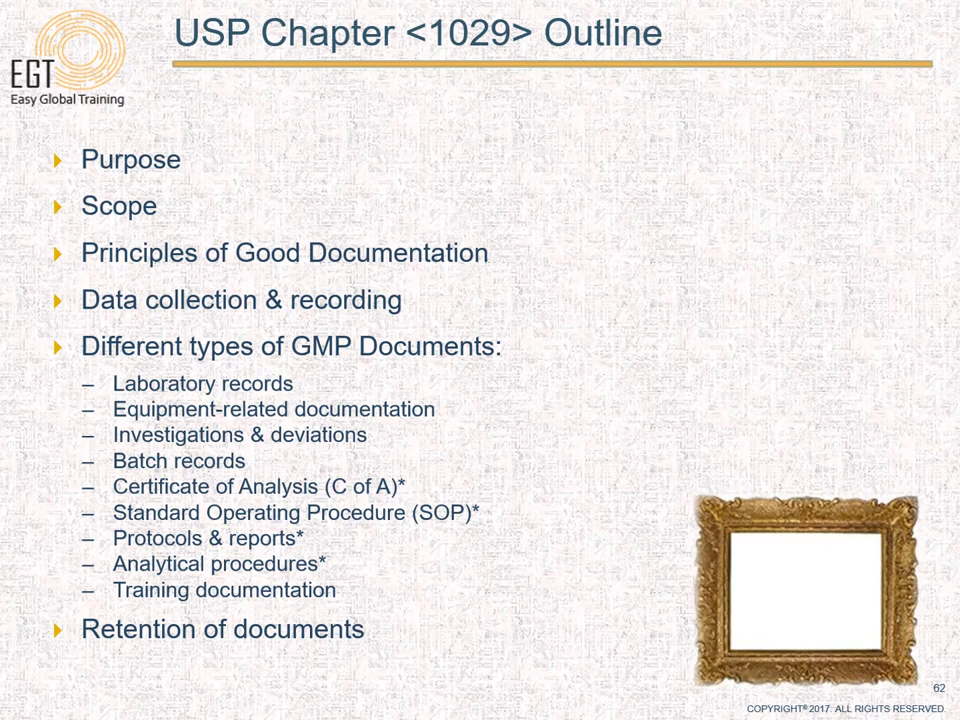 USP Chapter <1029> Outline
EGT
Easy Global Training
Purpose
Scope
Principles of Good Documentation
Data collection & recording
Different types of GMP Documents:
– Laboratory records
– Equipment-related documentation
– Investigations & deviations
– Batch records
– Certificate of Analysis (C of A)*
– Standard Operating Procedure (SOP)*
– Protocols & reports*
– Analytical procedures*
– Training documentation
Retention of documents
62
COPYRIGHT® 2017. ALL RIGHTS RESERVED.